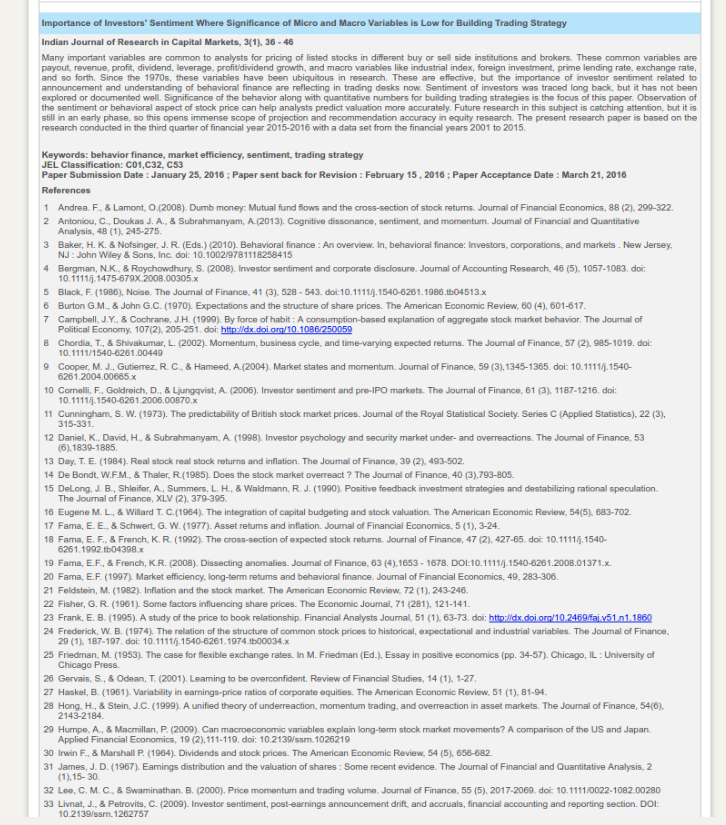 Importance of Investors' Sentiment Where Significance of Micro and Macro Variables is Low for Building Trading Strategy
Indian Journal of Research in Capital Markets, 3(1), 36 - 46
Many important variables are common to analysts for pricing of listed stocks in different buy or sell side institutions and brokers. These common variables are
payout, revenue, profit, dividend, leverage, profit/dividend growth, and macro variables like industrial index, foreign investment, prime lending rate, exchange rate,
and so forth. Since the 1970s, these variables have been ubiquitous in research. These are effective, but the importance of investor sentiment related to
announcement and understanding of behavioral finance are reflecting in trading desks now. Sentiment of investors was traced long back, but it has not been
explored or documented well. Significance of the behavior along with quantitative numbers for building trading strategies is the focus of this paper. Observation of
the sentiment or behavioral aspect of stock price can help analysts predict valuation more accurately. Future research in this subject is catching attention, but it is
still in an early phase, so this opens immense scope of projection and recommendation accuracy in equity research. The present research paper is based on the
research conducted in the third quarter of financial year 2015-2016 with a data set from the financial years 2001 to 2015.
Keywords: behavior finance, market efficiency, sentiment, trading strategy
JEL Classification: C01,C32, C53
Paper Submission Date : January 25, 2016 ; Paper sent back for Revision : February 15 , 2016 ; Paper Acceptance Date : March 21, 2016
References
1 Andrea. F., & Lamont, O.(2008). Dumb money: Mutual fund flows and the cross-section of stock returns. Journal of Financial Economics, 88 (2), 299-322.
2 Antoniou, C., Doukas J. A., & Subrahmanyam, A.(2013). Cognitive dissonance, sentiment, and momentum. Journal of Financial and Quantitative
Analysis, 48 (1), 245-275.
3 Baker, H. K. & Nofsinger, J. R. (Eds.) (2010). Behavioral finance : An overview. In, behavioral finance: Investors, corporations, and markets . New Jersey,
NJ : John Wiley & Sons, Inc. doi: 10.1002/9781118258415
4 Bergman, N.K., & Roychowdhury, S. (2008). Investor sentiment and corporate disclosure. Journal of Accounting Research, 46 (5), 1057-1083. doi:
10.1111/j.1475-679X.2008.00305.x
5 Black, F. (1986), Noise. The Journal of Finance, 41 (3), 528 - 543. doi:10.1111/j.1540-6261.1986.tb04513.x
6 Burton G.M., & John G.C. (1970). Expectations and the structure of share prices. The American Economic Review, 60 (4), 601-617.
7 Campbell, J.Y., & Cochrane, J.H. (1999). By force of habit : A consumption-based explanation of aggregate stock market behavior. The Journal of
Political Economy, 107(2), 205-251. doi: http://dx.doi.org/10.1086/250059
8 Chordia, T., & Shivakumar, L. (2002). Momentum, business cycle, and time-varying expected returns. The Journal of Finance, 57 (2), 985-1019. doi:
10.1111/1540-6261.00449
9 Cooper, M. J., Gutierrez, R. C., & Hameed, A.(2004). Market states and momentum. Journal of Finance, 59 (3),1345-1365. doi: 10.1111/j.1540-
6261.2004.00665.x
10 Cornelli, F., Goldreich, D., & Ljungqvist, A. (2006). Investor sentiment and pre-IPO markets. The Journal of Finance, 61 (3), 1187-1216. doi:
10.1111/j.1540-6261.2006.00870.x
11 Cunningham, S. W. (1973). The predictability of British stock market prices. Journal of the Royal Statistical Society. Series C (Applied Statistics), 22 (3),
315-331.
12 Daniel, K., David, H., & Subrahmanyam, A. (1998). Investor psychology and security market under- and overreactions. The Journal of Finance, 53
(6),1839-1885.
13 Day, T. E. (1984). Real stock real stock returns and inflation. The Journal of Finance, 39 (2), 493-502.
14 De Bondt, W.F.M., & Thaler, R.(1985). Does the stock market overreact ? The Journal of Finance, 40 (3),793-805.
15 DeLong, J. B., Shleifer, A., Summers, L. H., & Waldmann, R. J. (1990). Positive feedback investment strategies and destabilizing rational speculation.
The Journal of Finance, XLV (2), 379-395.
16 Eugene M. L., & Willard T. C.(1964). The integration of capital budgeting and stock valuation. The American Economic Review, 54(5), 683-702.
17 Fama, E. E., & Schwert, G. W. (1977). Asset returns and inflation. Journal of Financial Economics, 5 (1), 3-24.
18 Fama, E. F., & French, K. R. (1992). The cross-section of expected stock returns. Journal of Finance, 47 (2), 427-65. doi: 10.1111/j.1540-
6261.1992.tb04398.x
19 Fama, E.F., & French, K.R. (2008). Dissecting anomalies. Journal of Finance, 63 (4),1653 - 1678. DOI:10.1111/j.1540-6261.2008.01371.x.
20 Fama, E.F. (1997). Market efficiency, long-term returns and behavioral finance. Journal of Financial Economics, 49, 283-306.
21 Feldstein, M. (1982). Inflation and the stock market. The American Economic Review, 72 (1), 243-246.
22 Fisher, G. R. (1961). Some factors influencing share prices. The Economic Journal, 71 (281), 121-141.
23 Frank, E. B. (1995). A study of the price to book relationship. Financial Analysts Journal, 51 (1), 63-73. doi: http://dx.doi.org/10.2469/faj.v51.n1.1860
24 Frederick, W. B. (1974). The relation of the structure of common stock prices to historical, expectational and industrial variables. The Journal of Finance,
29 (1), 187-197. doi: 10.1111/j.1540-6261.1974.tb00034.x
25 Friedman, M. (1953). The case for flexible exchange rates. In M. Friedman (Ed.), Essay in positive economics (pp. 34-57). Chicago, IL : University of
Chicago Press.
26 Gervais, S., & Odean, T. (2001). Learning to be overconfident. Review of Financial Studies, 14 (1), 1-27.
27 Haskel, B. (1961). Variability in earnings-price ratios of corporate equities. The American Economic Review, 51 (1), 81-94.
28 Hong, H., & Stein, J.C. (1999). A unified theory of underreaction, momentum trading, and overreaction in asset markets. The Journal of Finance, 54(6),
2143-2184.
29 Humpe, A., & Macmillan, P. (2009). Can macroeconomic variables explain long-term stock market movements? A comparison of the US and Japan.
Applied Financial Economics, 19 (2),111-119. doi: 10.2139/ssrn.1026219
30 Irwin F., & Marshall P. (1964). Dividends and stock prices. The American Economic Review, 54 (5), 656-682.
31 James, J. D. (1967). Earnings distribution and the valuation of shares : Some recent evidence. The Journal of Financial and Quantitative Analysis, 2
(1),15- 30.
32 Lee, C. M. C., & Swaminathan. B. (2000). Price momentum and trading volume. Journal of Finance, 55 (5), 2017-2069. doi: 10.1111/0022-1082.00280
33 Livnat, J., & Petrovits, C. (2009). Investor sentiment, post-earnings announcement drift, and accruals, financial accounting and reporting section. DOI:
10.2139/ssrn.1262757